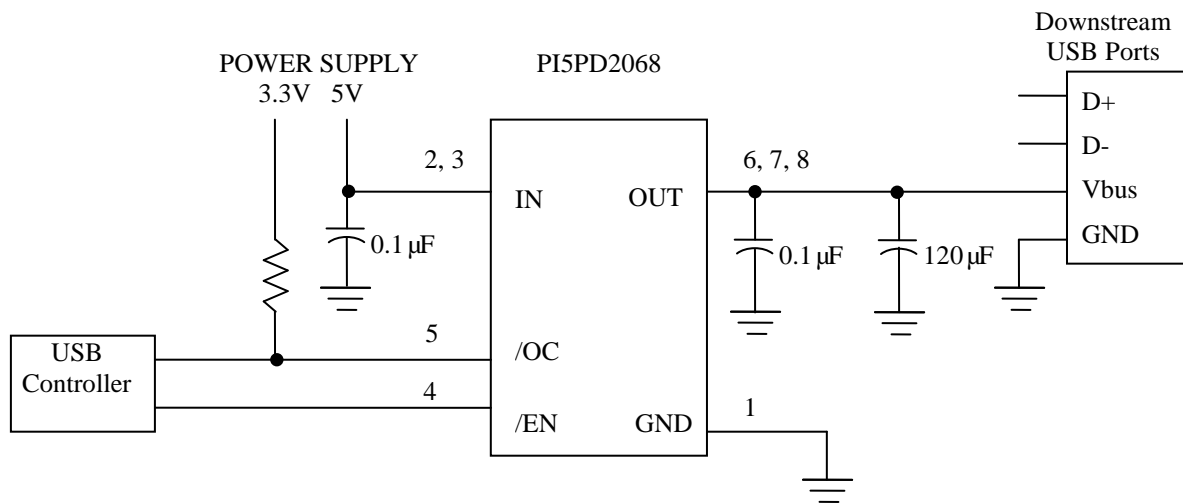 Downstream
USB Ports
POWER SUPPLY
3.3V 5V
PI5PD2068
D+
D-
2, 3
6, 7, 8
IN
OUT
Vbus
0.1 µF
0.1 µF
120 µF
GND
USB
Controller
5
/OC
4
/EN
GND
1